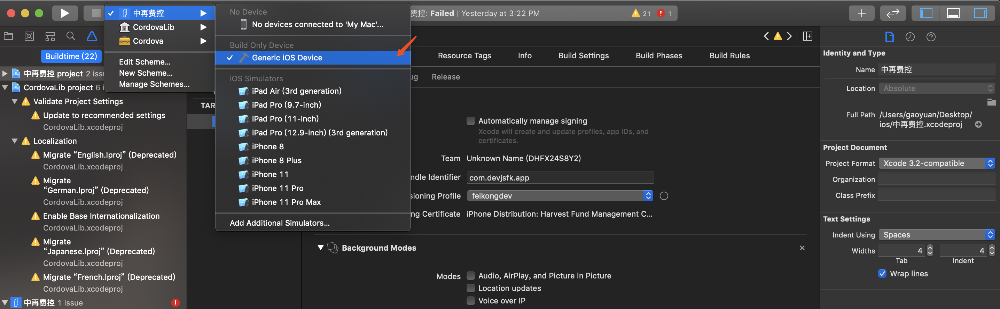 中再费控
CordovaLib
Cordova
Edit Scheme...
New Scheme...
Manage Schemes...
No Device
No devices connected to 'My Mac'...
Build Only Device
Generic iOS Device
iOS Simulators
iPad Air (3rd generation)
iPad Pro (9.7-inch)
iPad Pro (11-inch)
iPad Pro (12.9-inch) (3rd generation)
iPhone 8
iPhone 8 Plus
iPhone 11
iPhone 11 Pro
iPhone 11 Pro Max
Add Additional Simulators...
费控: Failed | Yesterday at 3:22 PM
21
1
Buildtime (22)
中再费控 project 2 issu
CordovaLib project 6 i
Validate Project Settings
Update to recommended settings
CordovaLib.xcodeproj
Localization
Migrate “English.lproj” (Deprecated)
CordovaLib.xcodeproj
Migrate
“German.lproj” (Deprecated)
CordovaLib.xcodeproj
Enable Base Internationalization
CordovaLib.xcodeproj
Migrate
“Japanese.lproj” (Deprecated)
CordovaLib.xcodeproj
Migrate “French.lproj” (Deprecated)
CordovaLib.xcodeproj
中再费控 1 issue
TAR
Resource Tags Info Build Settings Build Phases Build Rules
ug Release
Automatically manage signing
Xcode will create and update profiles, app IDs, and
certificates.
Team Unknown Name (DHFX24S8Y2)
ndle Identifier com.devjsfk.app
sioning Profile feikongdev
ng Certificate iPhone Distribution: Harvest Fund Management C...
Background Modes
Modes Audio, AirPlay, and Picture in Picture
Location updates
Voice over IP
Identity and Type
Name 中再费控
Location Absolute
Full Path /Users/gaoyuan/Desktop/
ios/中再费控.xcodeproj
Project Document
Project Format Xcode 3.2-compatible
Organization
Class Prefix
Text Settings
Indent Using Spaces
Widths 4 4
Tab Indent
Wrap lines